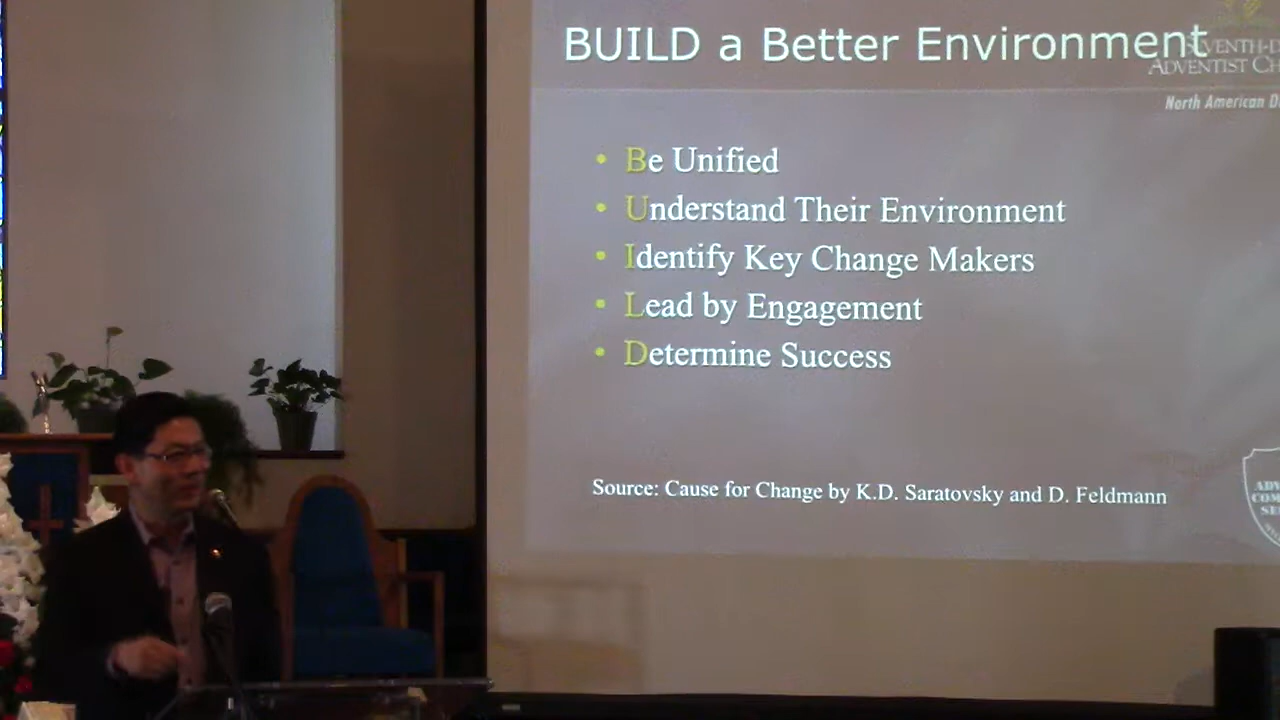 BUILD a Better Environment
ADVENTIST
North American
• Be Unified
• Understand Their Environment
• Identify Key Change Makers
• Lead by Engagement
• Determine Success
Source: Cause for Change by K.D. Saratovsky and D. Feldmann